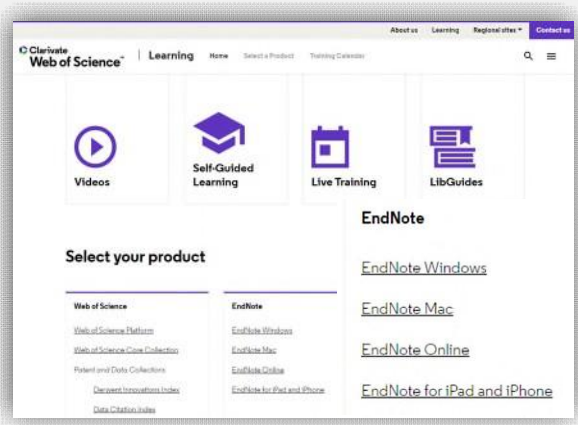 About us Learning Regional sites Contact us
Clarivate
Web of Science™ Learning Home Select a Product Training Calendar
Videos
Self-Guided
Learning
Live Training
LibGuides
Select your product
Web of Science
Web of Science Platform
Web of Science Core Collection
Patent and Data Collections
Derwent Innovations Index
Data Citation Index
EndNote
EndNote Windows
EndNote Mac
EndNote Online
EndNote for iPad and iPhone
EndNote
EndNote Windows
EndNote Mac
EndNote Online
EndNote for iPad and iPhone